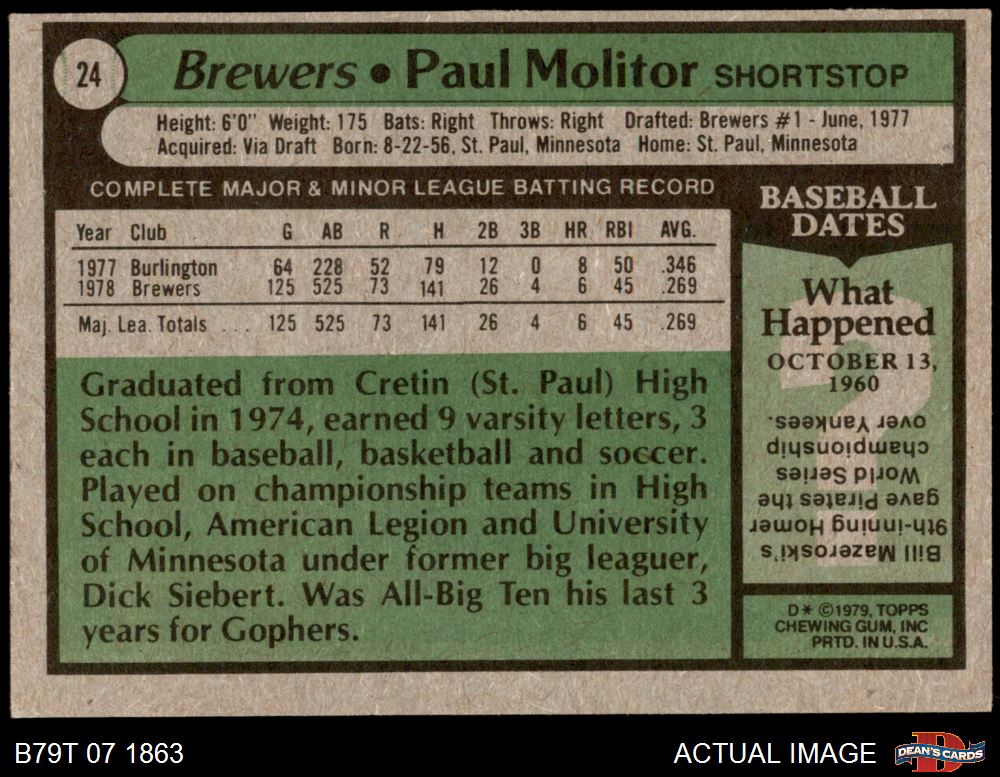 24
Brewers • Paul Molitor SHORTSTOP
Height: 6'0" Weight: 175 Bats: Right Throws: Right Drafted: Brewers #1 - June, 1977
Acquired: Via Draft Born: 8-22-56, St. Paul, Minnesota Home: St. Paul, Minnesota
COMPLETE MAJOR & MINOR LEAGUE BATTING RECORD
Year Club G AB R H 2B 3B HR RBI AVG.
1977 Burlington 64 228 52 79 12 0 8 50 .346
1978 Brewers 125 525 73 141 26 4 6 45 .269
Maj. Lea. Totals ... 125 525 73 141 26 4 6 45 .269
Graduated from Cretin (St. Paul) High
School in 1974, earned 9 varsity letters, 3
each in baseball, basketball and soccer.
Played on championship teams in High
School, American Legion and University
of Minnesota under former big leaguer,
Dick Siebert. Was All-Big Ten his last 3
years for Gophers.
BASEBALL
DATES
What
Happened
OCTOBER 13,
1960
Bill Mazeroski's
9th-inning Homer
gave Pirates the
World Series
championship
over Yankees.
D* ©1979, TOPPS
CHEWING GUM, INC
PRTD. IN U.S.A.
B79T 07 1863
ACTUAL IMAGE
D
DEAN'S CARDS